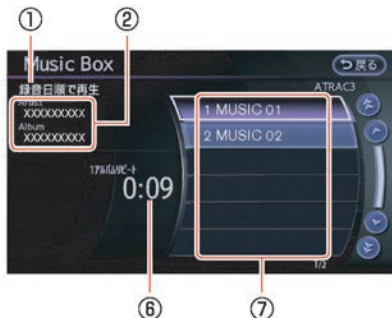 ① ②
Music Box
戻る
録音日順で再生
ATRAC3
Artist
XXXXXXXXX
Album
XXXXXXXXX
1 MUSIC 01
2 MUSIC 02
1アルバムリピート
0:09
1/2
⑥ ⑦